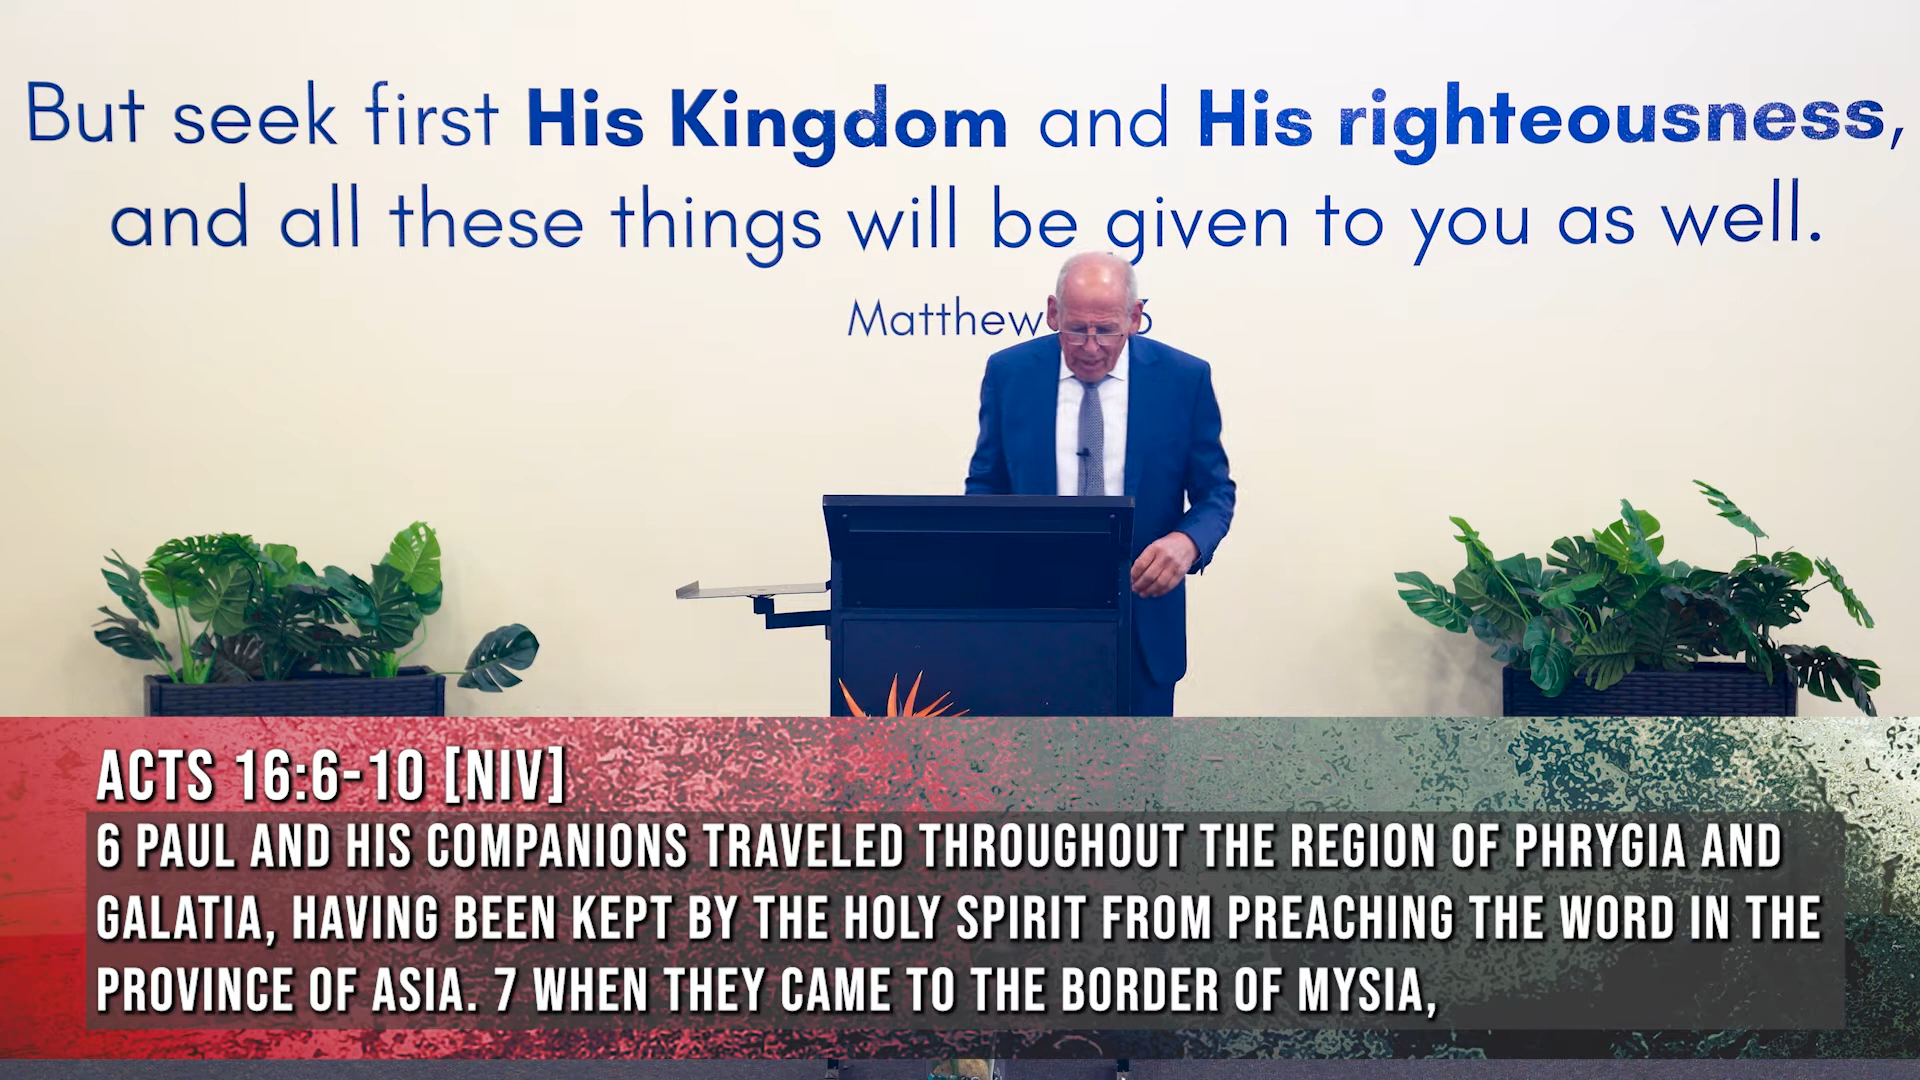 But seek first His Kingdom and His righteousness,
and all these things will be given to you as well.
Matthew
ACTS 16:6-10 [NIV]
6 PAUL AND HIS COMPANIONS TRAVELED THROUGHOUT THE REGION OF PHRYGIA AND
GALATIA, HAVING BEEN KEPT BY THE HOLY SPIRIT FROM PREACHING THE WORD IN THE
PROVINCE OF ASIA. 7 WHEN THEY CAME TO THE BORDER OF MYSIA,